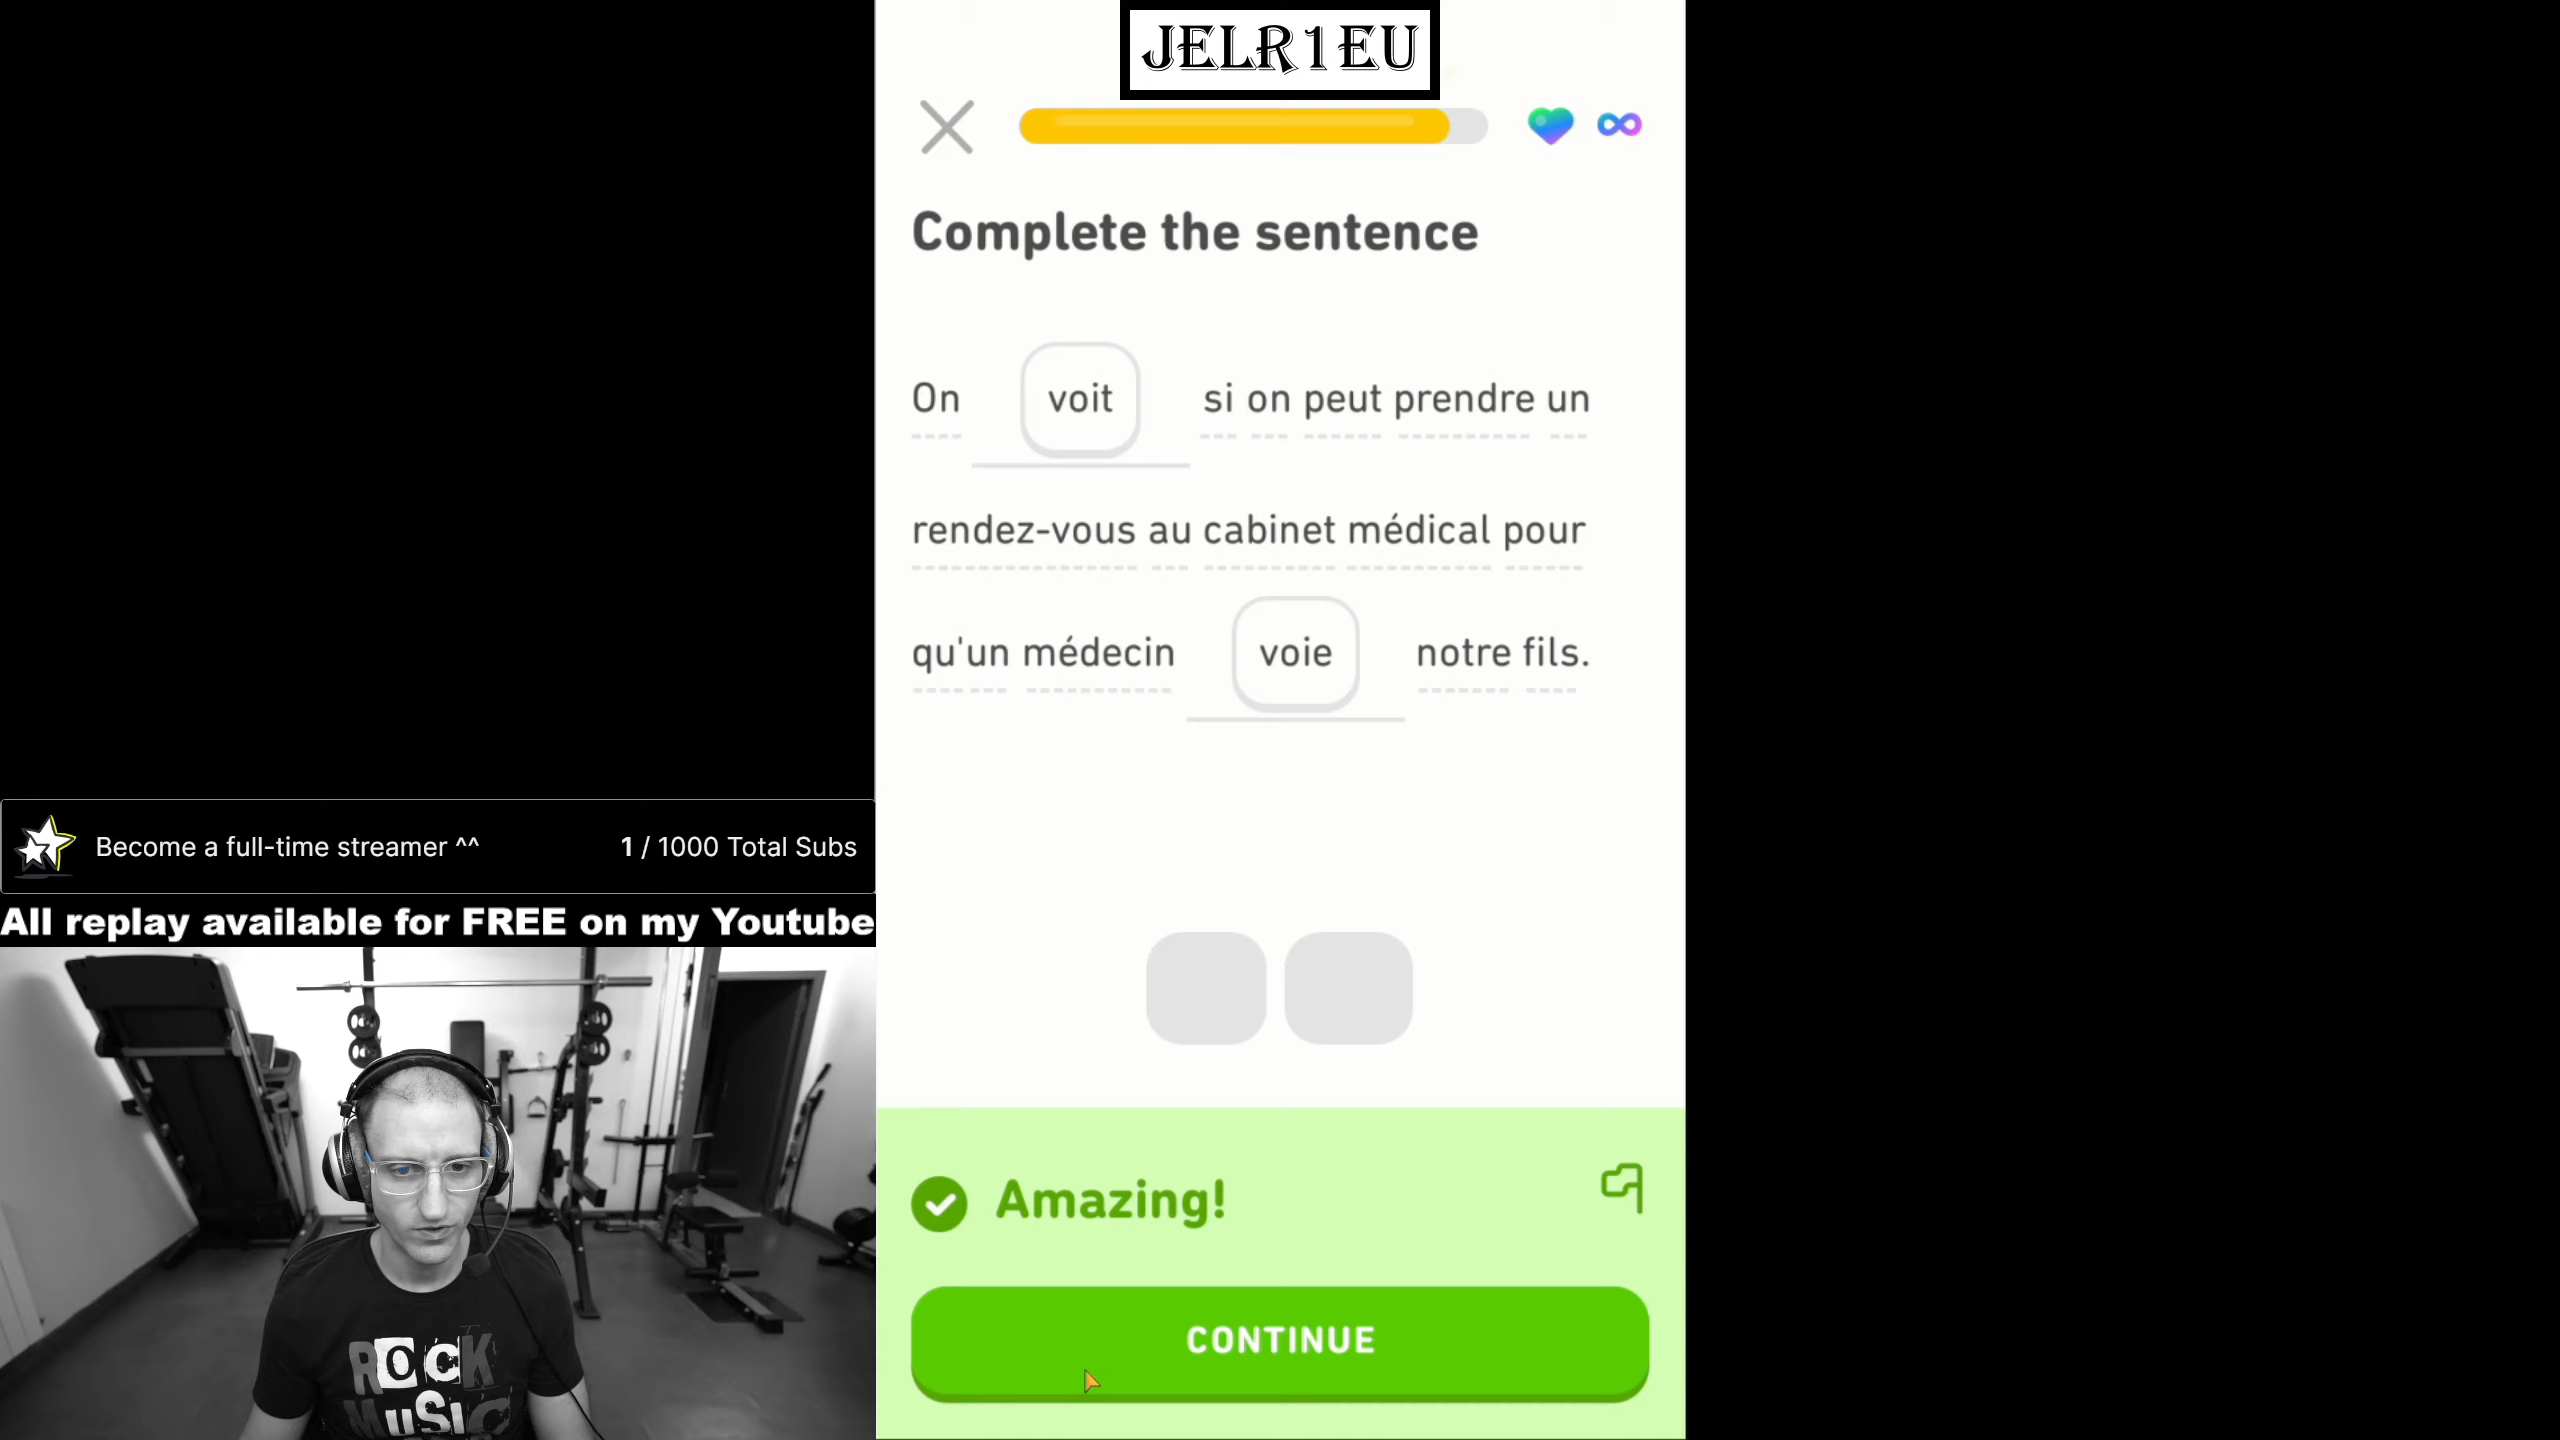 JELR1EU
Complete the sentence
On voit si on peut prendre un
rendez-vous au cabinet médical pour
qu'un médecin voie notre fils.
Become a full-time streamer ^^ 1 / 1000 Total Subs
All replay available for FREE on my Youtube
ROCK
MUSIC
Amazing!
CONTINUE